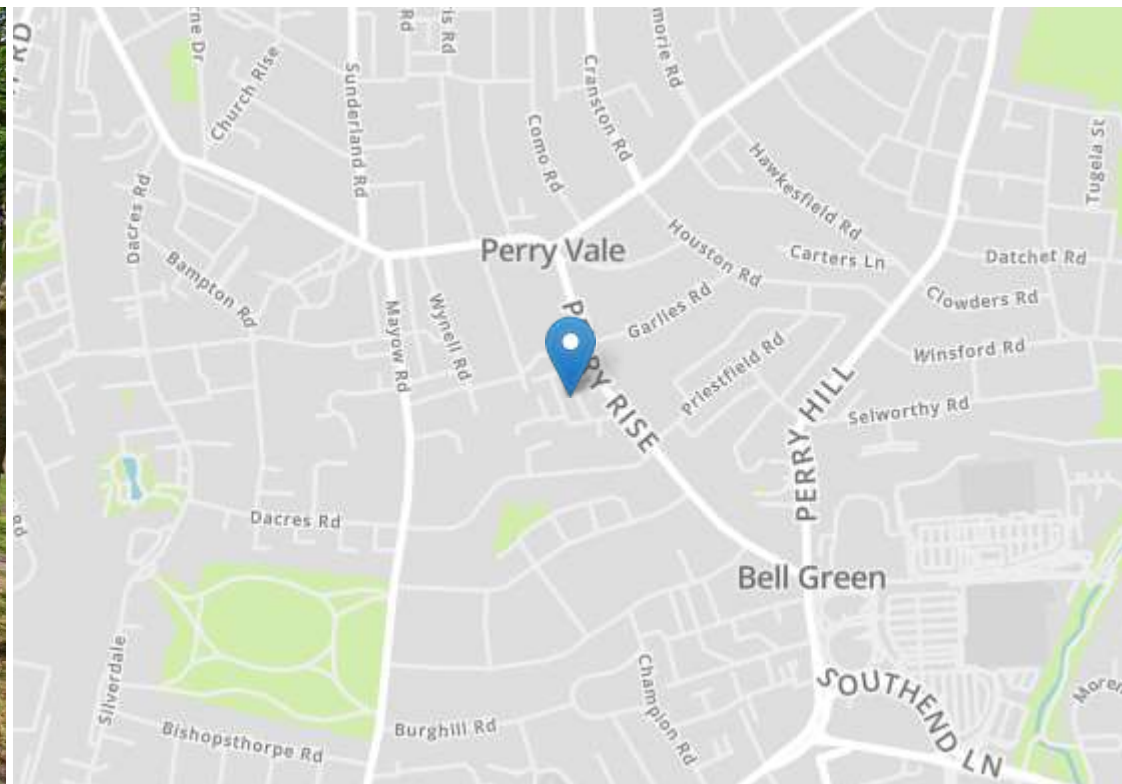 Church Rise
Sunderland Rd
Cranston Rd
Como Rd
Hawkesfield Rd
Tugela St
Dacres Rd
Bampton Rd
Perry Vale
Houston Rd
Carters Ln
Datchet Rd
Clowders Rd
Mayow Rd
Wynell Rd
Garlies Rd
Winsford Rd
Priestfield Rd
RISE
PERRY HILL
Selworthy Rd
Dacres Rd
Bell Green
Silverdale
Champion Rd
SOUTHEND LN
Burghill Rd
Bishopsthorpe Rd